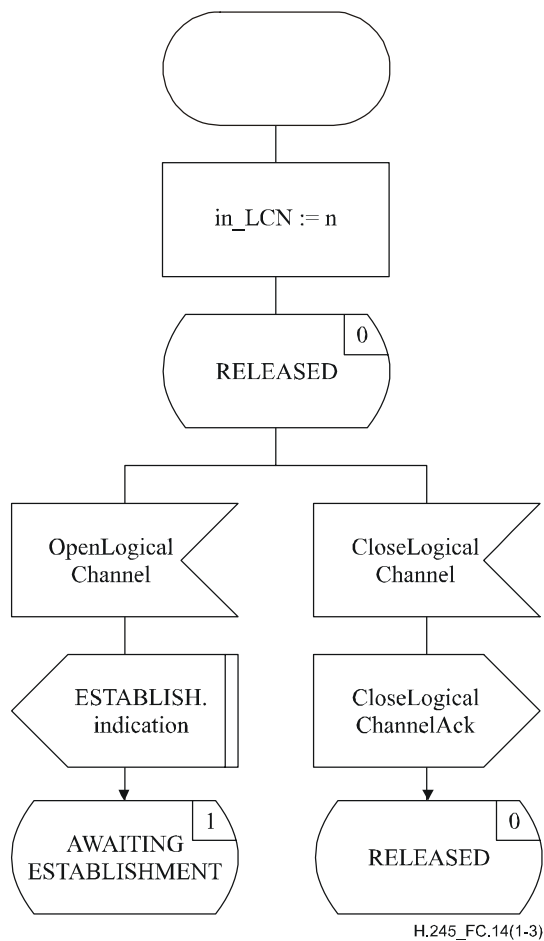 in_LCN := n
0
RELEASED
OpenLogical
Channel
CloseLogical
Channel
ESTABLISH.
indication
CloseLogical
ChannelAck
1
AWAITING
ESTABLISHMENT
0
RELEASED
H.245_FC.14(1-3)